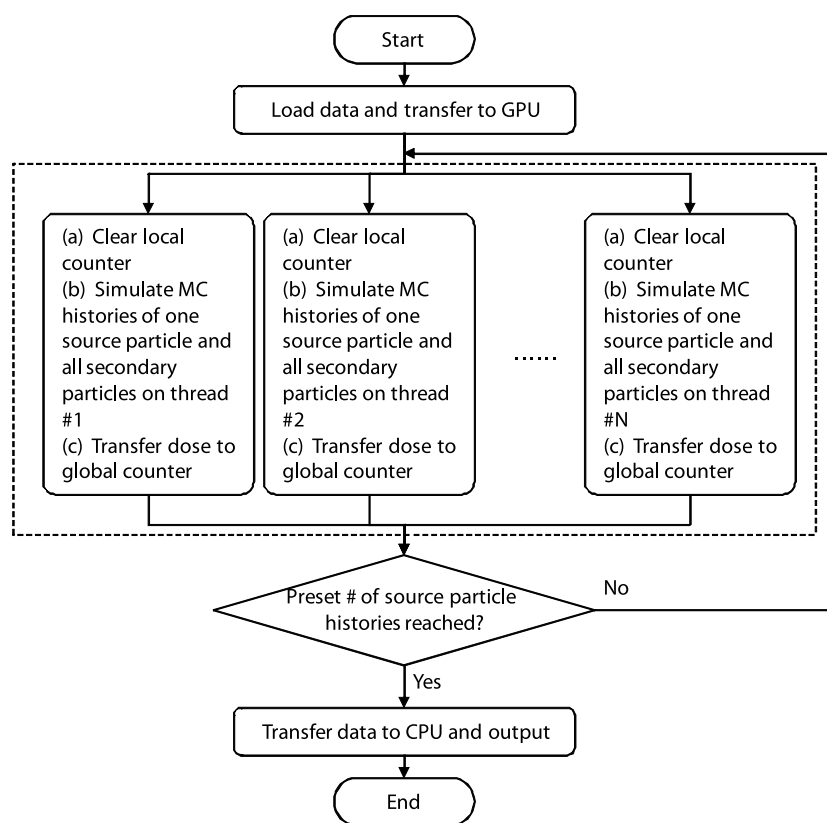 Start
Load data and transfer to GPU
(a) Clear local
counter
(b) Simulate MC
histories of one
source particle and
all secondary
particles on thread
#1
(c) Transfer dose to
global counter
(a) Clear local
counter
(b) Simulate MC
histories of one
source particle and
all secondary
particles on thread
#2
(c) Transfer dose to
global counter
......
(a) Clear local
counter
(b) Simulate MC
histories of one
source particle and
all secondary
particles on thread
#N
(c) Transfer dose to
global counter
Preset # of source particle
histories reached?
No
Yes
Transfer data to CPU and output
End